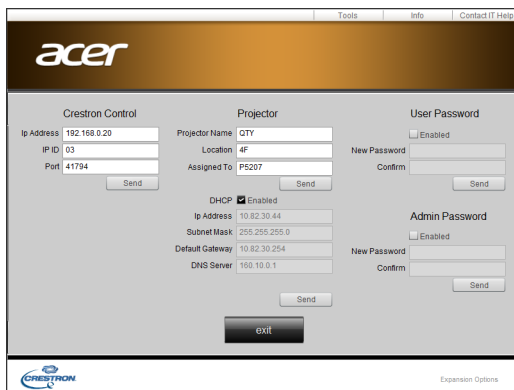 Tools Info Contact IT Help
acer
Crestron Control
Ip Address 192.168.0.20
IP ID 03
Port 41794
Send
Projector
Projector Name QTY
Location 4F
Assigned To P5207
Send
DHCP Enabled
Ip Address 10.82.30.44
Subnet Mask 255.255.255.0
Default Gateway 10.82.30.254
DNS Server 160.10.0.1
Send
User Password
Enabled
New Password
Confirm
Send
Admin Password
Enabled
New Password
Confirm
Send
exit
CRESTRON
Expansion Options